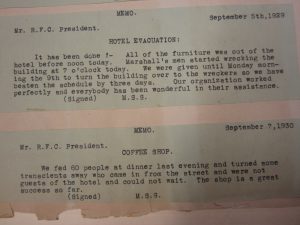 MEMO.
September 5th,1929
Mr. R.F.C. President.
HOTEL EVACUATION:
It has been done !- All of the furniture was out of the
hotel before noon today. Marshall's men started wrecking the
building at 7 o'clock today. We were given until Monday morn-
ing the 9th to turn the building over to the wreckers so we have
beaten the schedule by three days. Our organization worked
perfectly and everybody has been wonderful in their assistance.
(Signed) M.S.S.
MEMO.
September 7,1930
Mr. R.F.C. President.
COFFEE SHOP.
We fed 60 people at dinner last evening and turned some
transcients away who came in from the street and were not
guests of the hotel and could not wait. The shop is a great
success so far.
(Signed) M.S.S.